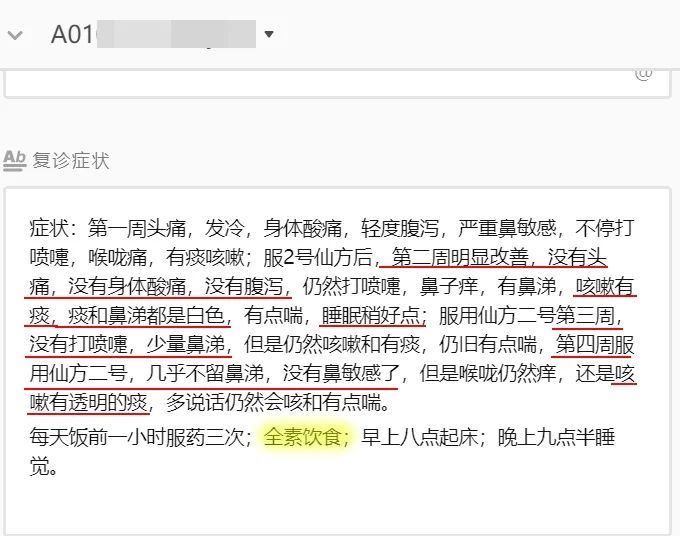 A01
@
Ab 复诊症状
症状：第一周头痛，发冷，身体酸痛，轻度腹泻，严重鼻敏感，不停打
喷嚏，喉咙痛，有痰咳嗽；服2号仙方后，第二周明显改善，没有头
痛，没有身体酸痛，没有腹泻，仍然打喷嚏，鼻子痒，有鼻涕，咳嗽有
痰，痰和鼻涕都是白色，有点喘，睡眠稍好点；服用仙方二号第三周，
没有打喷嚏，少量鼻涕，但是仍然咳嗽和有痰，仍旧有点喘，第四周服
用仙方二号，几乎不留鼻涕，没有鼻敏感了，但是喉咙仍然痒，还是咳
嗽有透明的痰，多说话仍然会咳和有点喘。
每天饭前一小时服药三次；全素饮食；早上八点起床；晚上九点半睡
觉。